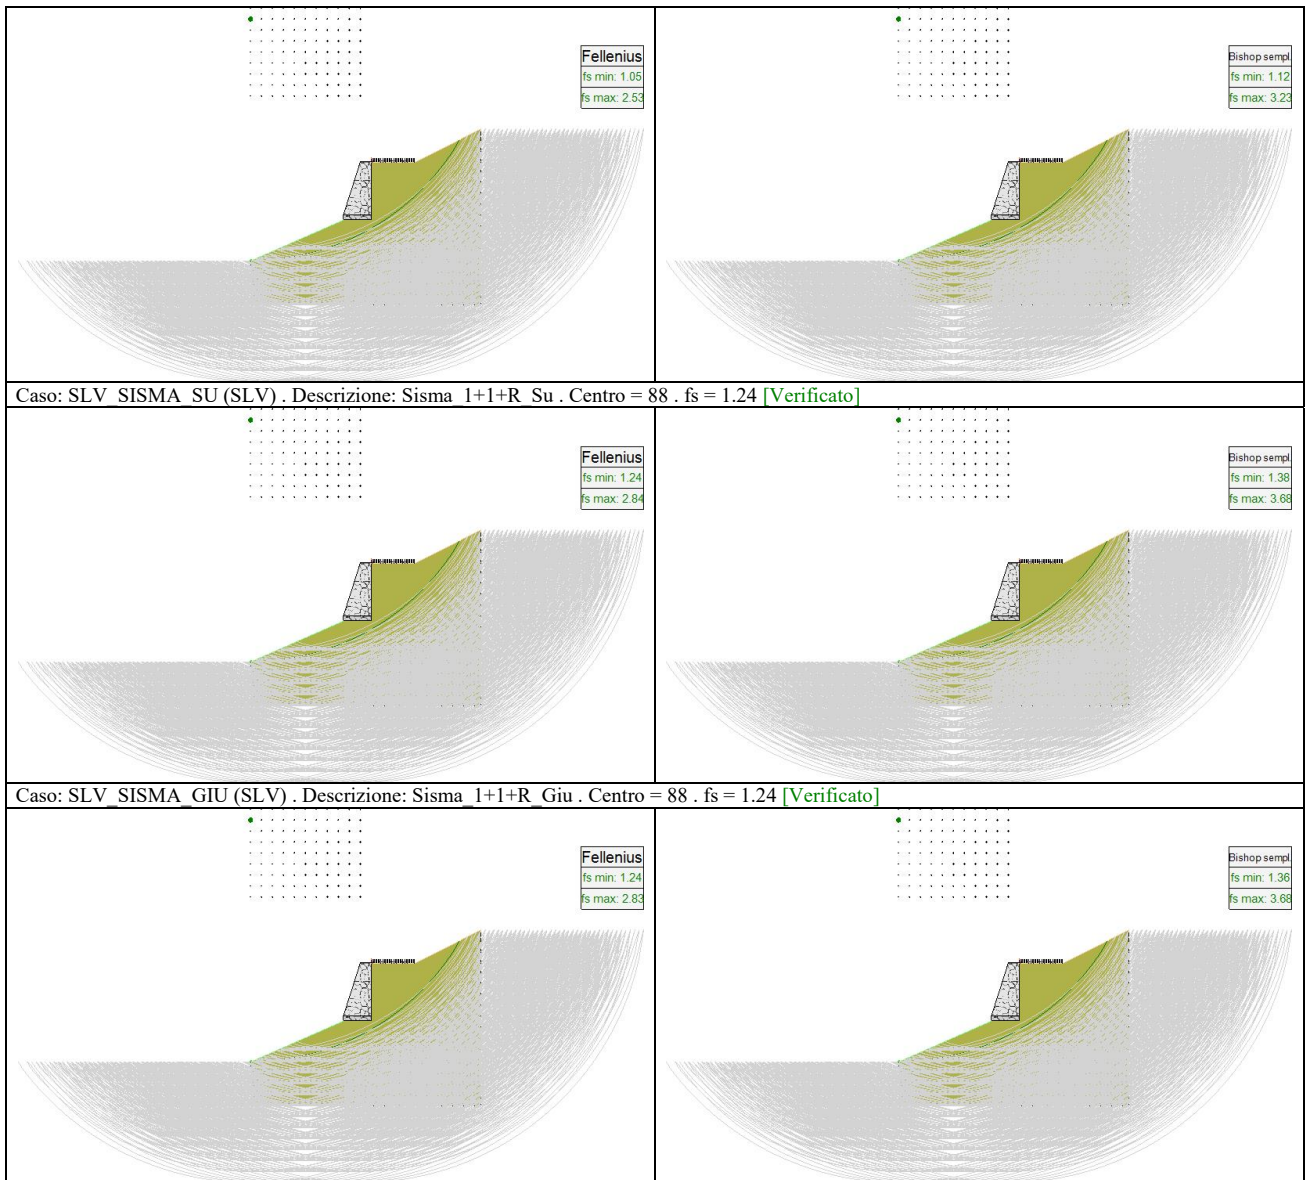 Fellenius
fs min: 1.05
fs max: 2.53
Bishop sempl.
fs min: 1.12
fs max: 3.23
Caso: SLV_SISMA_SU (SLV) . Descrizione: Sisma_1+1+R_Su . Centro = 88 . fs = 1.24 [Verificato]
Fellenius
fs min: 1.24
fs max: 2.84
Bishop sempl.
fs min: 1.38
fs max: 3.68
Caso: SLV_SISMA_GIU (SLV) . Descrizione: Sisma_1+1+R_Giu . Centro = 88 . fs = 1.24 [Verificato]
Fellenius
fs min: 1.24
fs max: 2.83
Bishop sempl.
fs min: 1.36
fs max: 3.68